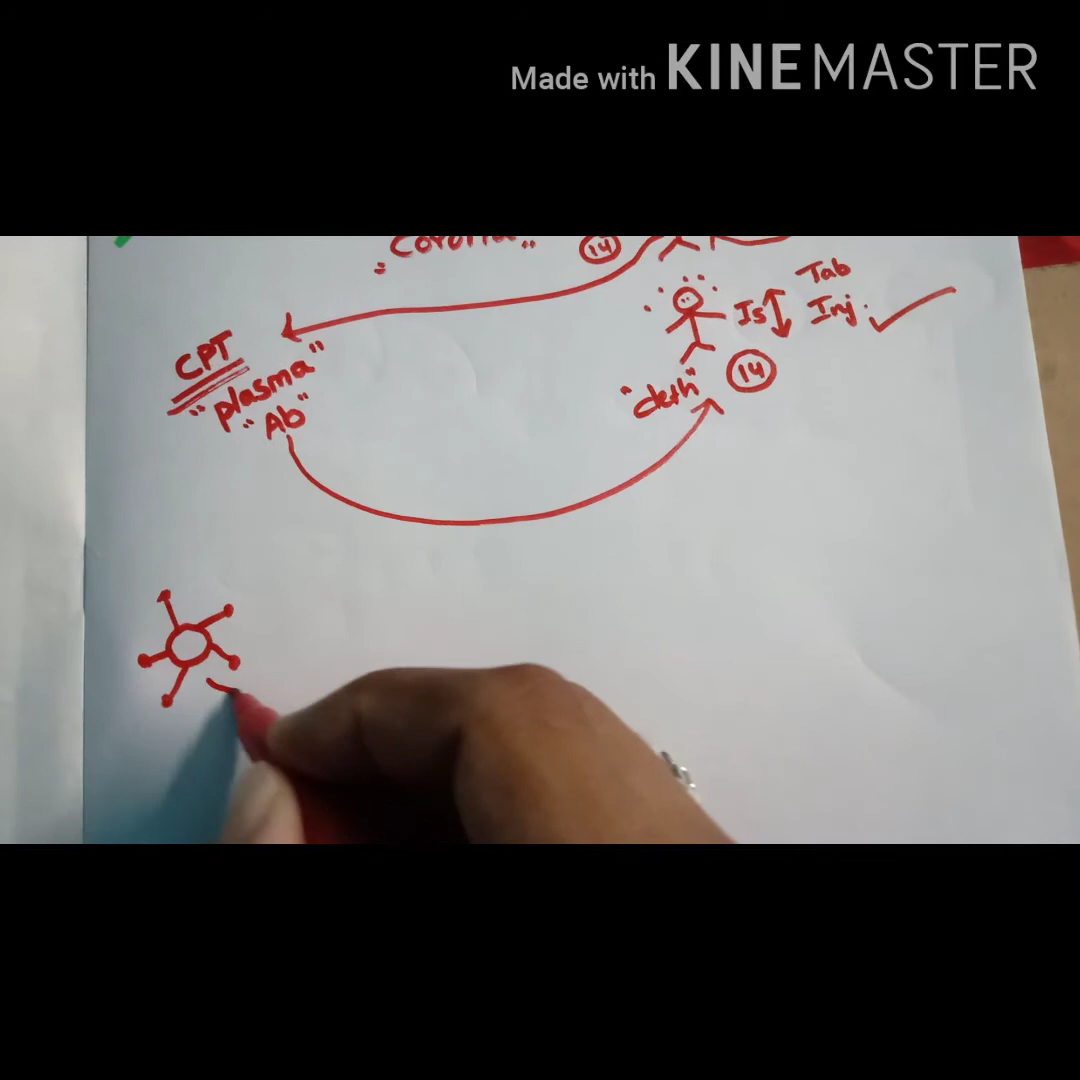 Made with KINEMASTER
"Corona"
14
Tab
Is Inj.
CPT
"Plasma"
"Ab"
"deth"
14